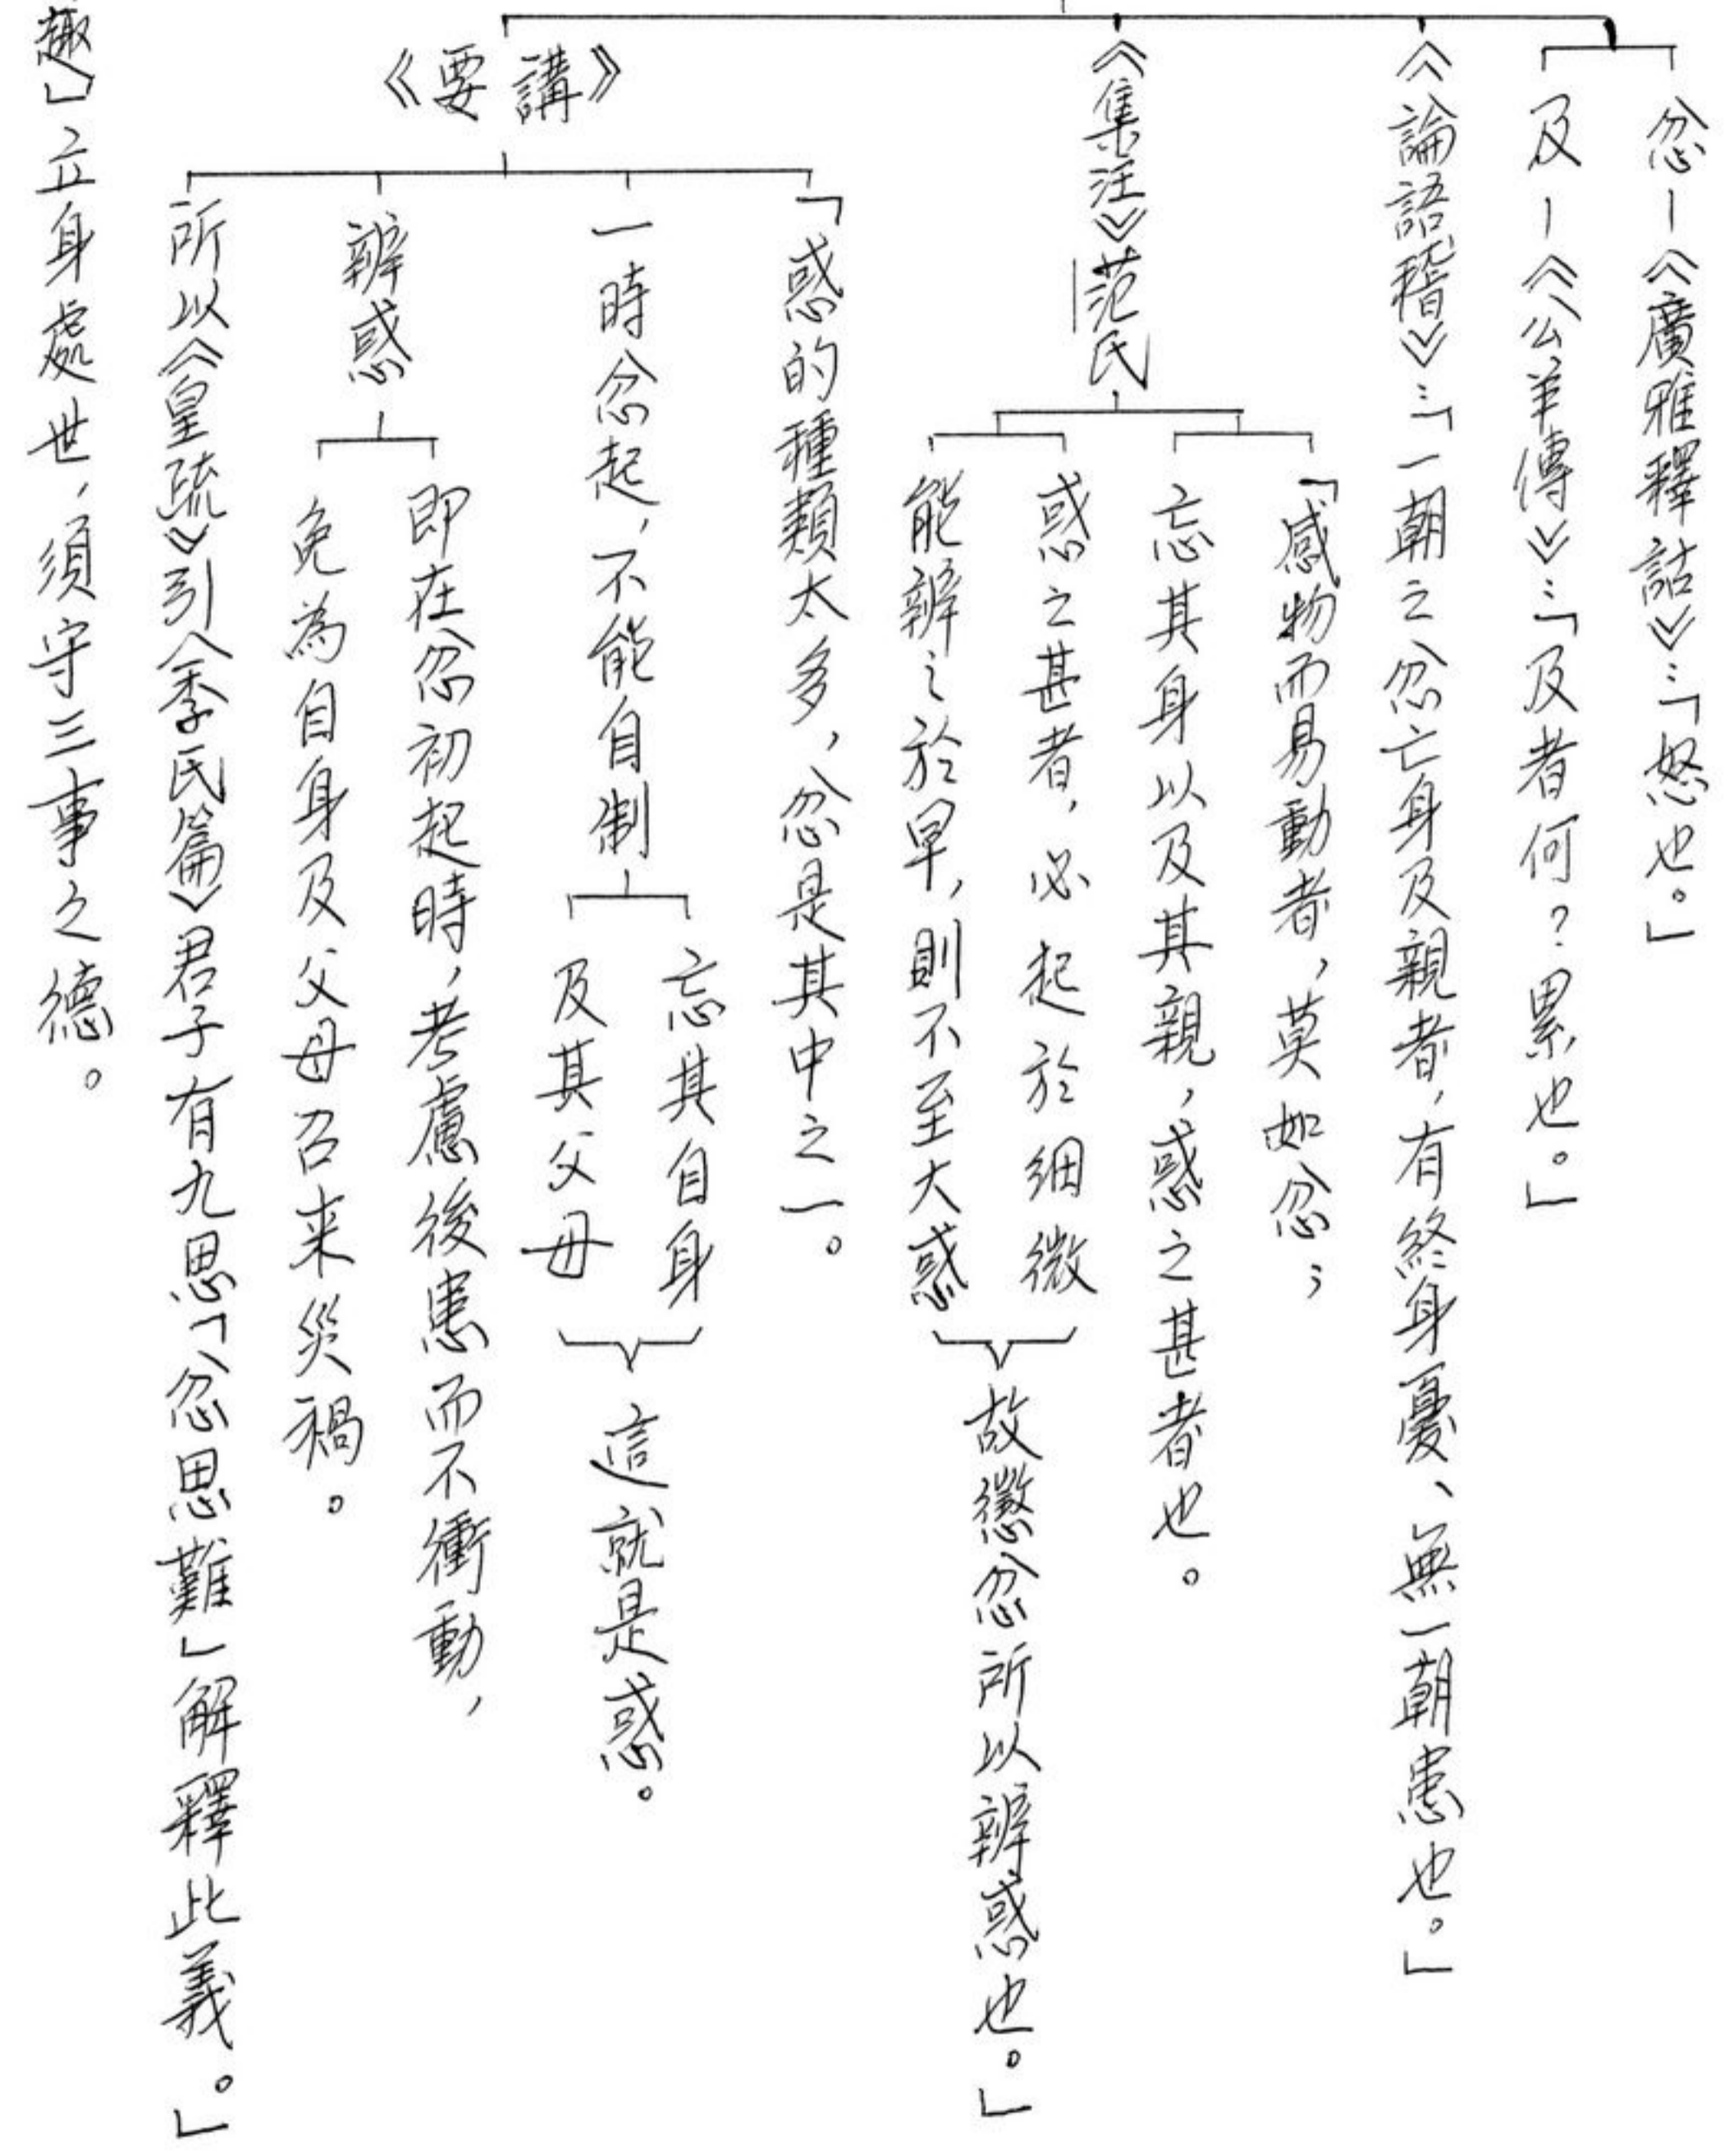 忿－《廣雅釋詁》：「怒也。」
及－《公羊傳》：「及者何？累也。」
《論語稽》：「一朝之忿亡身及親者，有終身憂、無一朝患也。」
《集注》范氏
「感物而易動者，莫如忿；
忘其身以及其親，惑之甚者也。
惑之甚者，必起於細微
能辨之於早，則不至大惑
故懲忿所以辨惑也。」
《要講》
「惑的種類太多，忿是其中之一。
一時忿起，不能自制
忘其自身
及其父母
這就是惑。
辨惑
即在忿初起時，考慮後患而不衝動，
免為自身及父母召来災禍。
所以《皇疏》引《季氏篇》君子有九思「忿思難」解釋此義。」
趣」立身處世，須守三事之德。